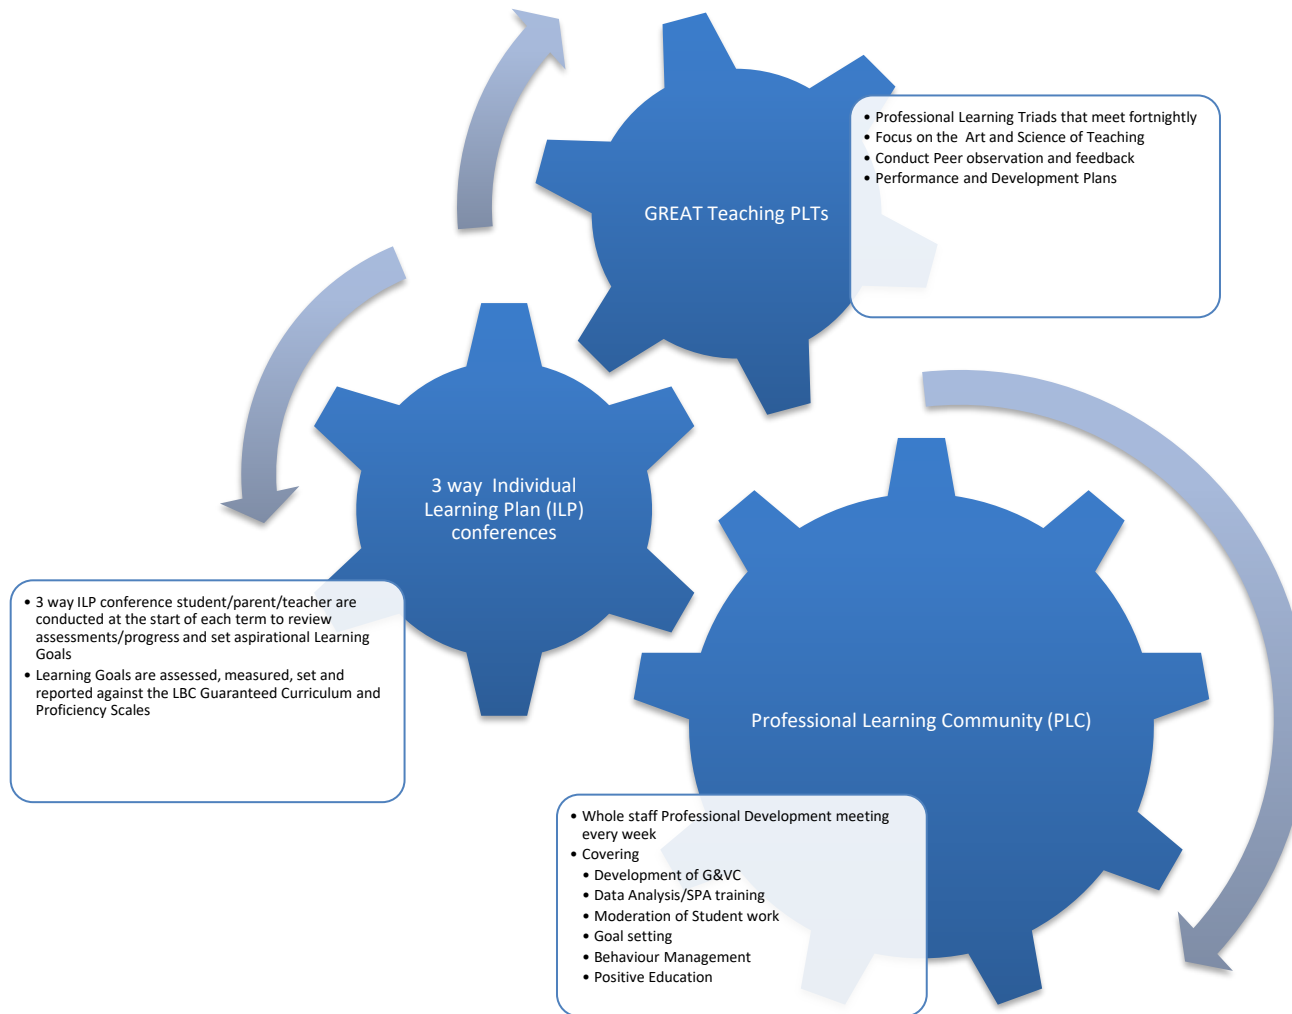 • Professional Learning Triads that meet fortnightly
• Focus on the  Art and Science of Teaching
• Conduct Peer observation and feedback
• Performance and Development Plans
GREAT Teaching PLTs
3 way  Individual
Learning Plan (ILP)
conferences
• 3 way ILP conference student/parent/teacher are
conducted at the start of each term to review
assessments/progress and set aspirational Learning
Goals
• Learning Goals are assessed, measured, set and
reported against the LBC Guaranteed Curriculum and
Proficiency Scales
Professional Learning Community (PLC)
• Whole staff Professional Development meeting
every week
• Covering
• Development of G&VC
• Data Analysis/SPA training
• Moderation of Student work
• Goal setting
• Behaviour Management
• Positive Education